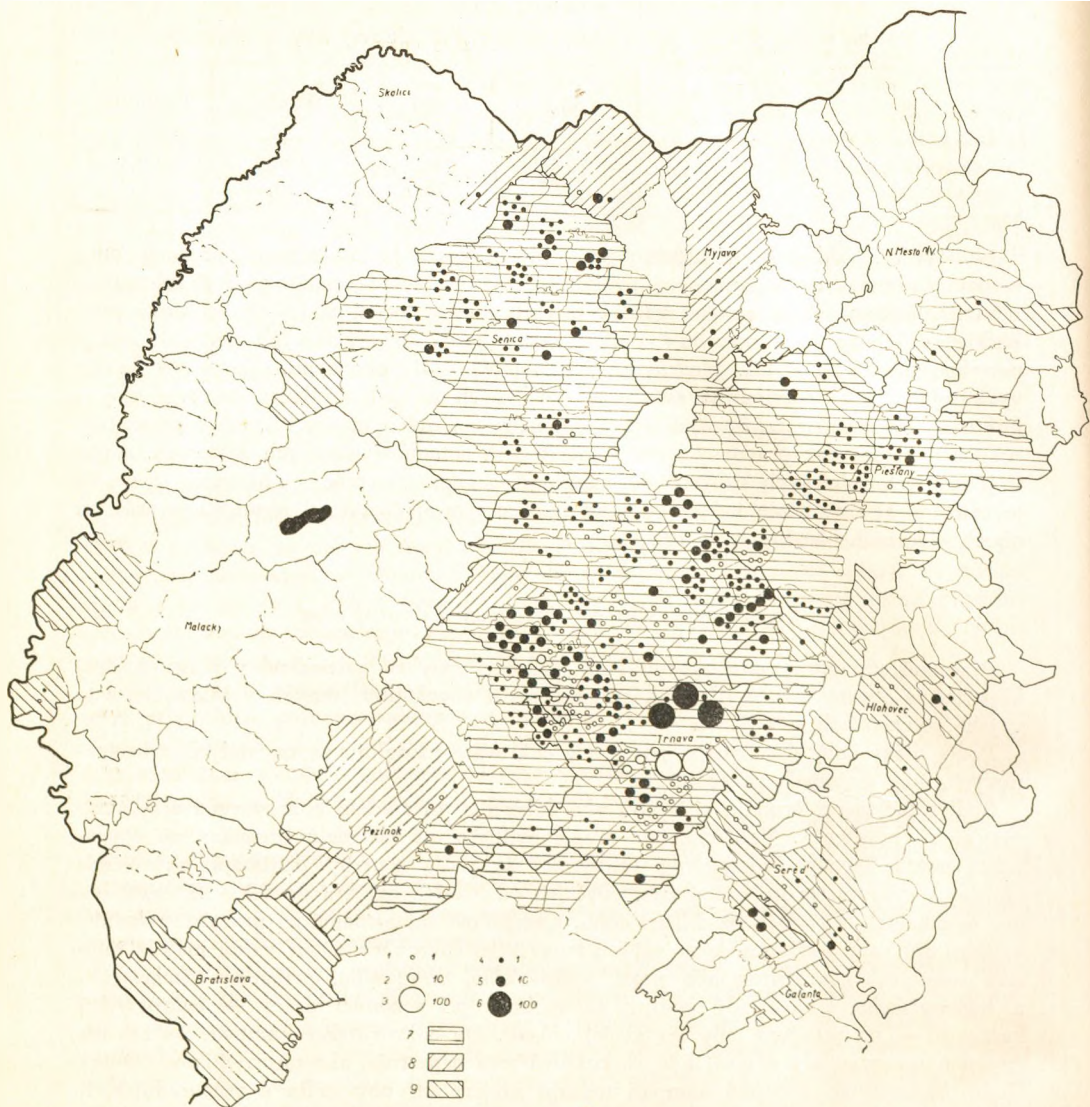 Skalica
Myjava
N. Mesto n/V.
Senica
Piešťany
Malacky
Hlohovec
Trnava
Pezinok
Sereď
Bratislava
Galanta
1 1 4 1
2 10 5 10
3 100 6 100
7
8
9